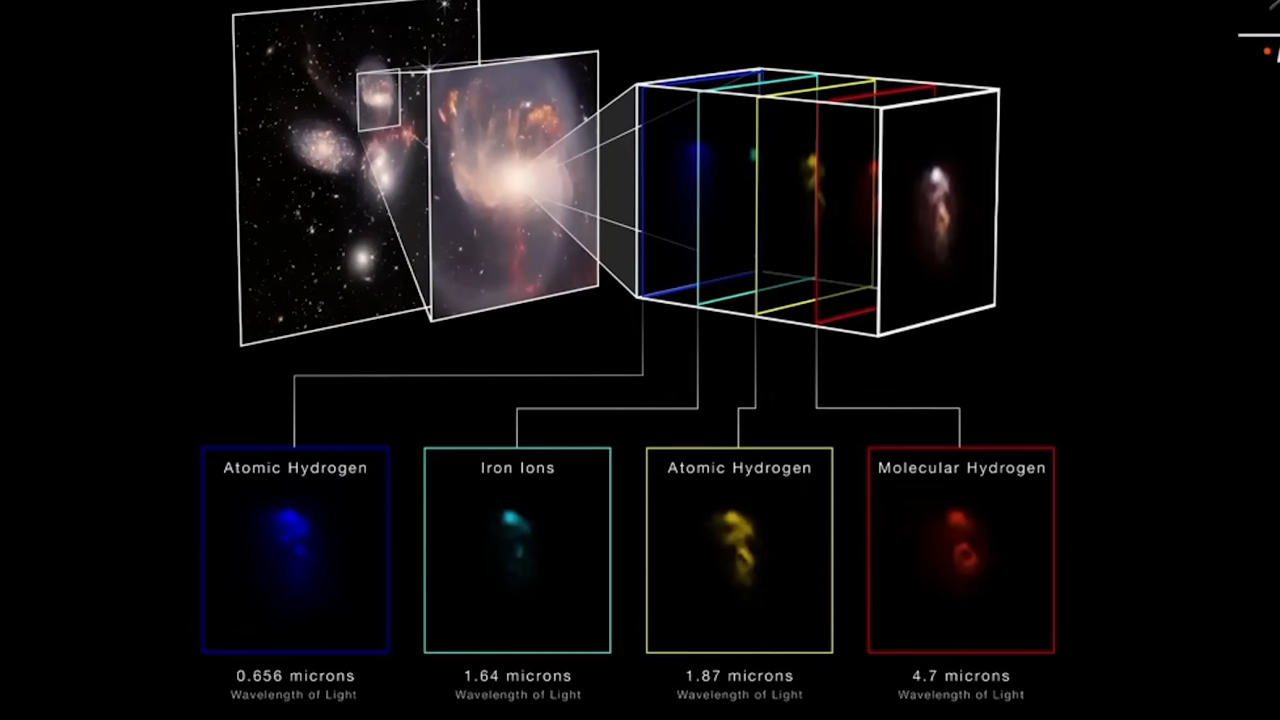 Atomic Hydrogen
Iron Ions
Atomic Hydrogen
Molecular Hydrogen
0.656 microns
Wavelength of Light
1.64 microns
Wavelength of Light
1.87 microns
Wavelength of Light
4.7 microns
Wavelength of Light